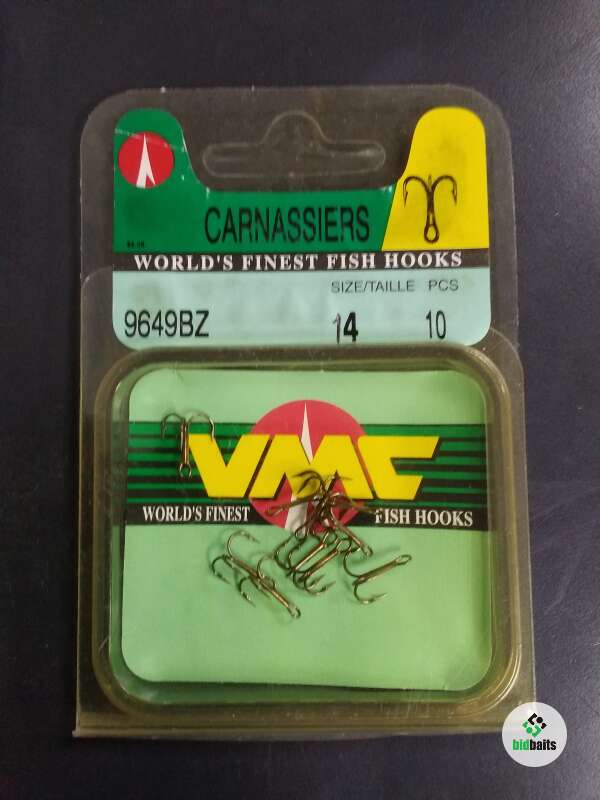 CARNASSIERS
WORLD'S FINEST FISH HOOKS
SIZE/TAILLE PCS
9649BZ 14 10
VMC
WORLD'S FINEST FISH HOOKS
bidbaits